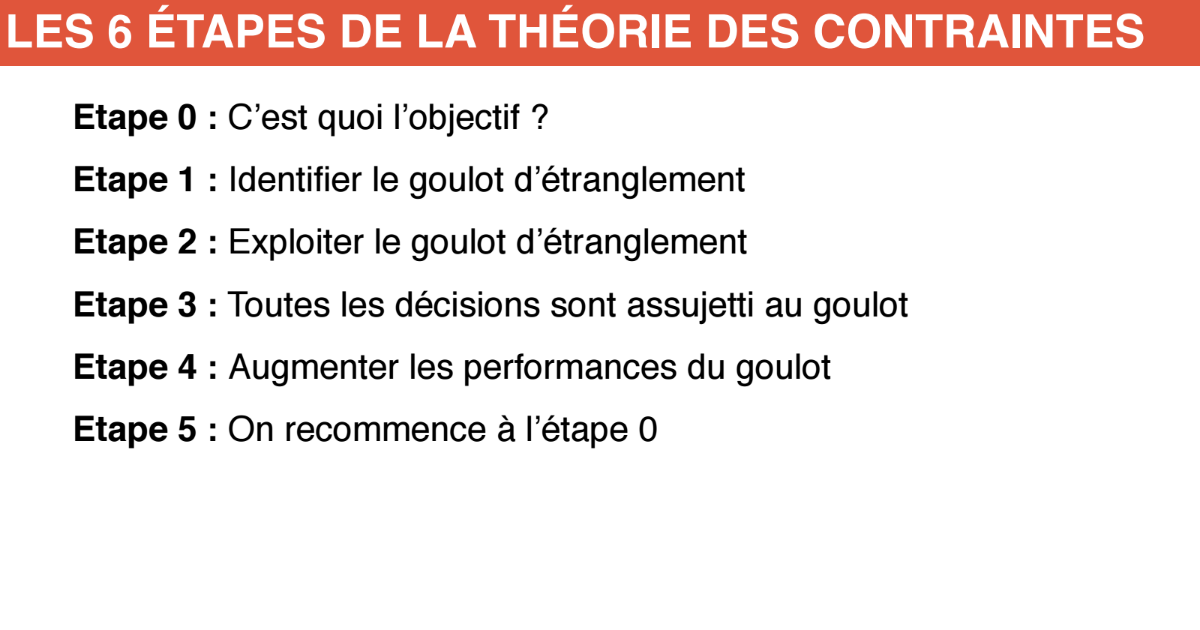 LES 6 ÉTAPES DE LA THÉORIE DES CONTRAINTES
Etape 0 : C’est quoi l’objectif ?
Etape 1 : Identifier le goulot d’étranglement
Etape 2 : Exploiter le goulot d’étranglement
Etape 3 : Toutes les décisions sont assujetti au goulot
Etape 4 : Augmenter les performances du goulot
Etape 5 : On recommence à l’étape 0